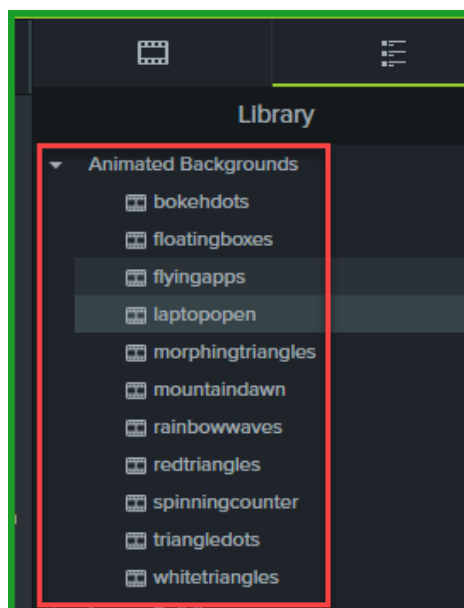 Library
Animated Backgrounds
bokehdots
floatingboxes
flyingapps
laptopopen
morphingtriangles
mountaindawn
rainbowwaves
redtriangles
spinningcounter
triangledots
whitetriangles